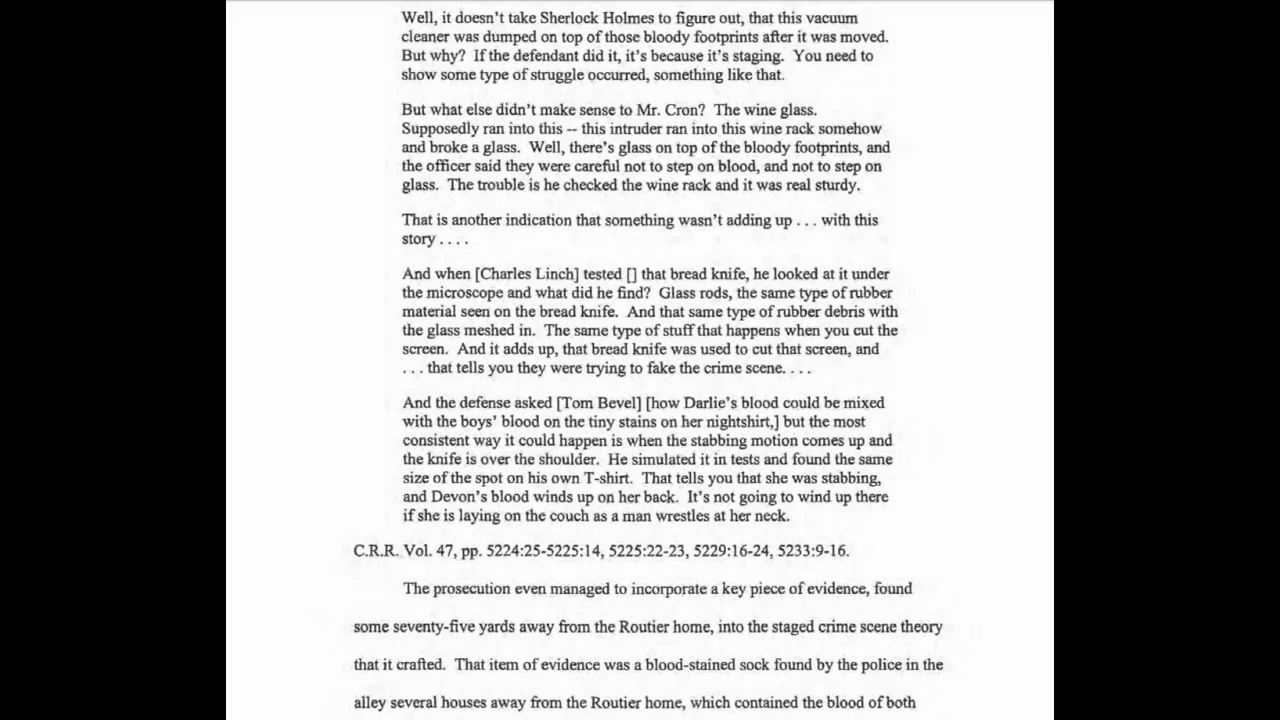 Well, it doesn't take Sherlock Holmes to figure out, that this vacuum
cleaner was dumped on top of those bloody footprints after it was moved.
But why? If the defendant did it, it's because it's staging. You need to
show some type of struggle occurred, something like that.
But what else didn't make sense to Mr. Cron? The wine glass.
Supposedly ran into this -- this intruder ran into this wine rack somehow
and broke a glass. Well, there's glass on top of the bloody footprints, and
the officer said they were careful not to step on blood, and not to step on
glass. The trouble is he checked the wine rack and it was real sturdy.
That is another indication that something wasn't adding up . . . with this
story . . . .
And when [Charles Linch] tested [] that bread knife, he looked at it under
the microscope and what did he find? Glass rods, the same type of rubber
material seen on the bread knife. And that same type of rubber debris with
the glass meshed in. The same type of stuff that happens when you cut the
screen. And it adds up, that bread knife was used to cut that screen, and
. . . that tells you they were trying to fake the crime scene. . . .
And the defense asked [Tom Bevel] [how Darlie's blood could be mixed
with the boys' blood on the tiny stains on her nightshirt,] but the most
consistent way it could happen is when the stabbing motion comes up and
the knife is over the shoulder. He simulated it in tests and found the same
size of the spot on his own T-shirt. That tells you that she was stabbing,
and Devon's blood winds up on her back. It's not going to wind up there
if she is laying on the couch as a man wrestles at her neck.
C.R.R. Vol. 47, pp. 5224:25-5225:14, 5225:22-23, 5229:16-24, 5233:9-16.
The prosecution even managed to incorporate a key piece of evidence, found
some seventy-five yards away from the Routier home, into the staged crime scene theory
that it crafted. That item of evidence was a blood-stained sock found by the police in the
alley several houses away from the Routier home, which contained the blood of both